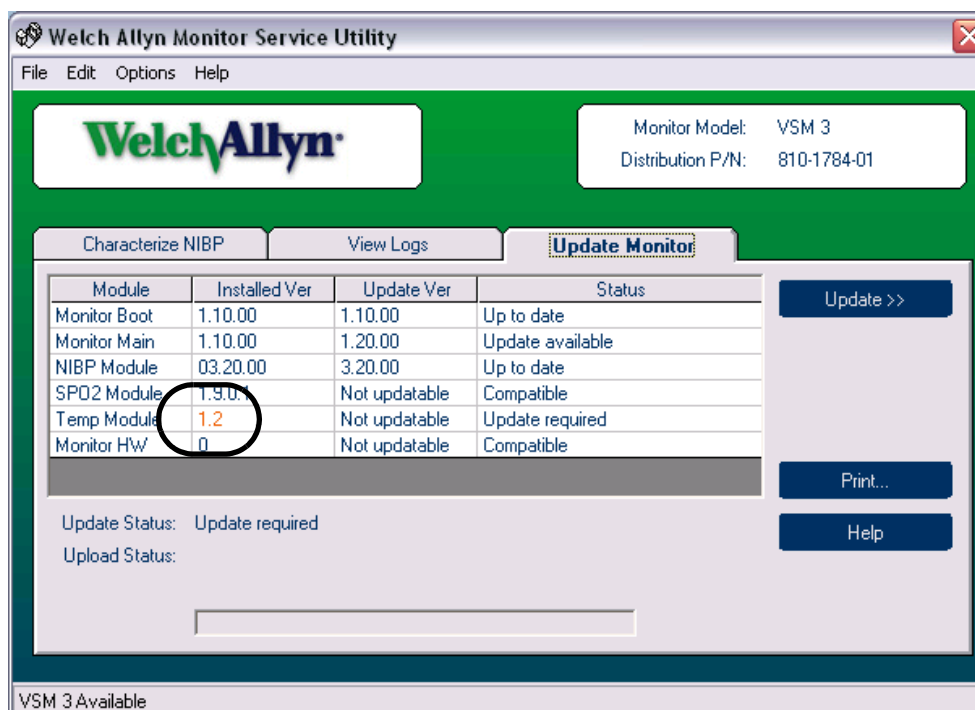 Welch Allyn Monitor Service Utility
File Edit Options Help
WelchAllyn
Monitor Model: VSM 3
Distribution P/N: 810-1784-01
Characterize NIBP View Logs Update Monitor
Module Installed Ver Update Ver Status
Monitor Boot 1.10.00 1.10.00 Up to date
Monitor Main 1.10.00 1.20.00 Update available
NIBP Module 03.20.00 3.20.00 Up to date
SPO2 Module 1.9.0.1 Not updatable Compatible
Temp Module 1.2 Not updatable Update required
Monitor HW 0 Not updatable Compatible
Update >>
Print...
Help
Update Status: Update required
Upload Status:
VSM 3 Available